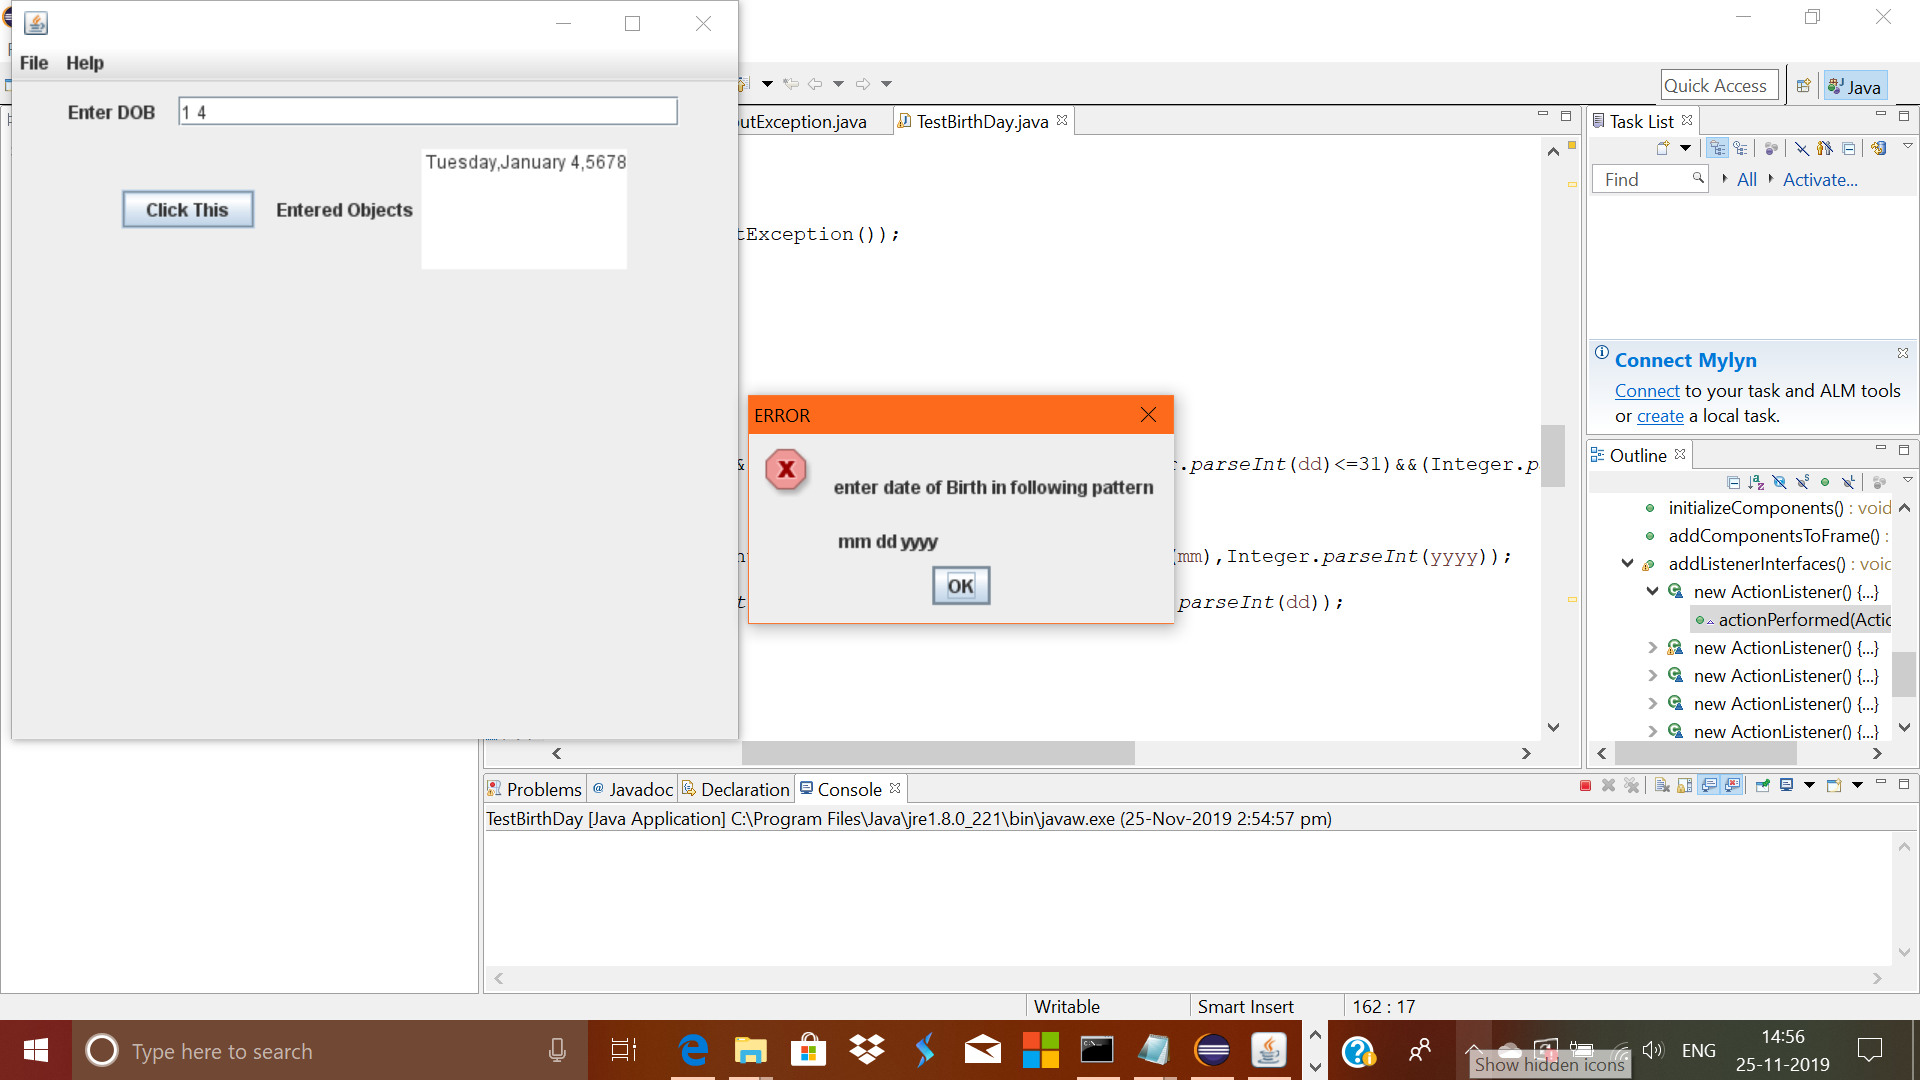 File Help
Enter DOB 1 4
Tuesday,January 4,5678
Click This Entered Objects
Quick Access
Java
utException.java TestBirthDay.java
tException());
.parseInt(dd)<=31)&&(Integer.p
(mm),Integer.parseInt(yyyy));
parseInt(dd));
ERROR
enter date of Birth in following pattern
mm dd yyyy
OK
Task List
Find All Activate...
Connect Mylyn
Connect to your task and ALM tools
or create a local task.
Outline
initializeComponents() : void
addComponentsToFrame() :
addListenerInterfaces() : void
new ActionListener() {...}
actionPerformed(Actic
new ActionListener() {...}
new ActionListener() {...}
new ActionListener() {...}
new ActionListener() {...}
Problems @ Javadoc Declaration Console
TestBirthDay [Java Application] C:\Program Files\Java\jre1.8.0_221\bin\javaw.exe (25-Nov-2019 2:54:57 pm)
Writable Smart Insert 162 : 17
Type here to search
Show hidden icons
ENG
14:56
25-11-2019